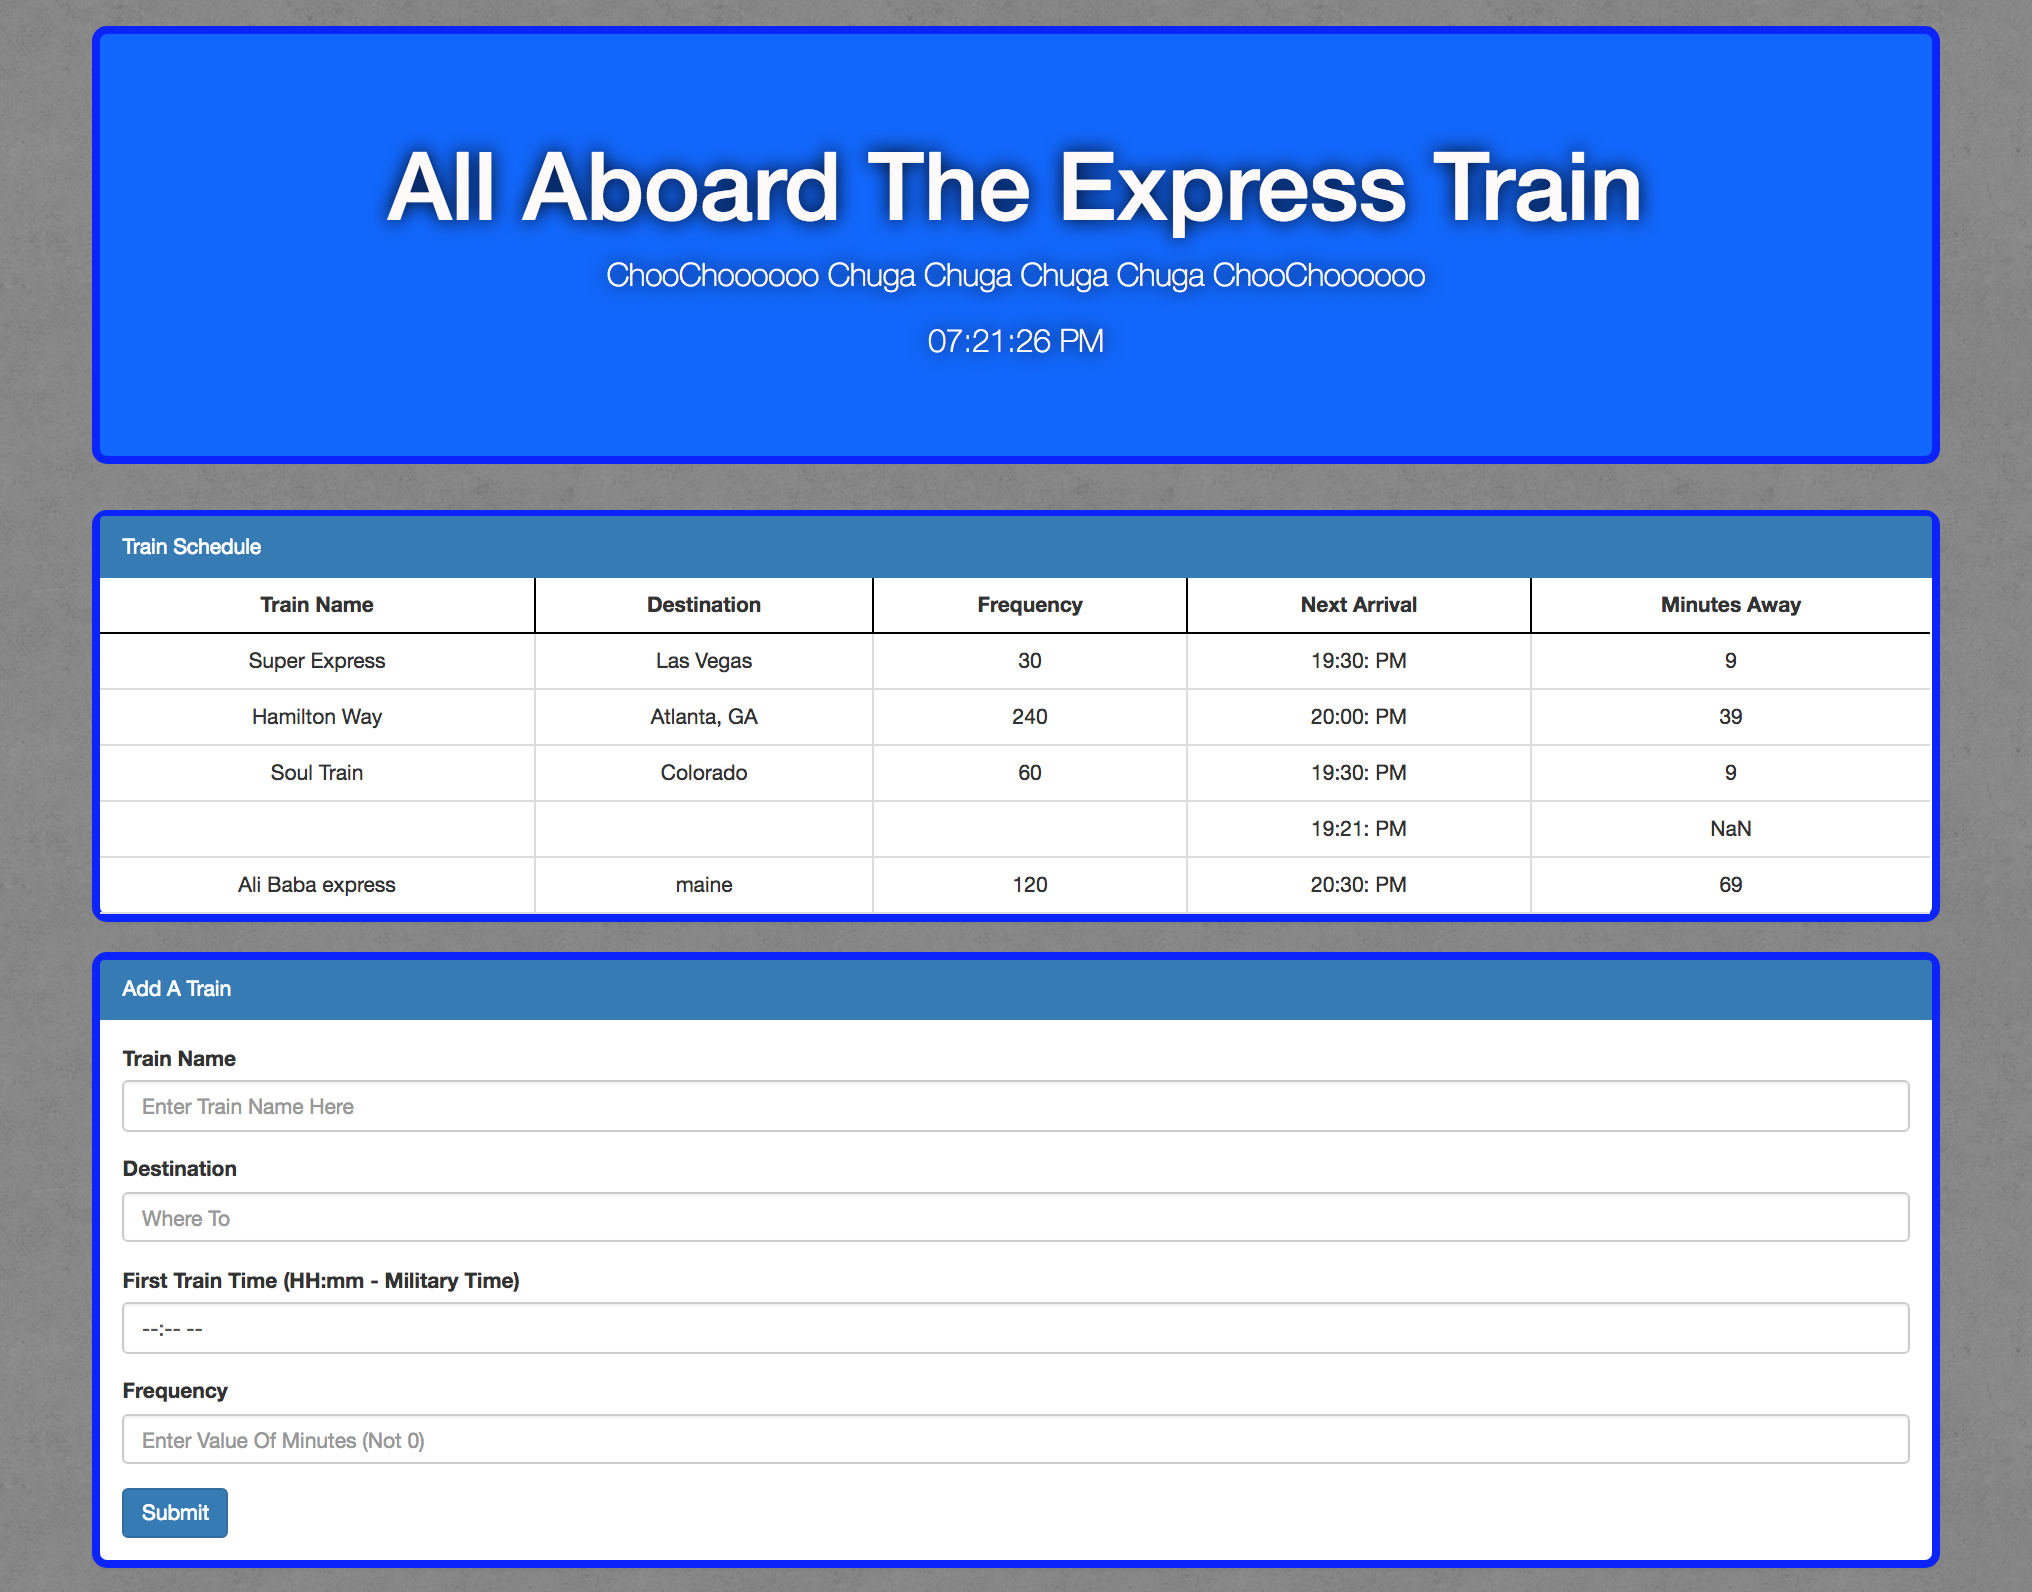 All Aboard The Express Train
ChooChoooooo Chuga Chuga Chuga Chuga ChooChoooooo
07:21:26 PM
Train Schedule
Train Name Destination Frequency Next Arrival Minutes Away
Super Express Las Vegas 30 19:30: PM 9
Hamilton Way Atlanta, GA 240 20:00: PM 39
Soul Train Colorado 60 19:30: PM 9
19:21: PM NaN
Ali Baba express maine 120 20:30: PM 69
Add A Train
Train Name
Enter Train Name Here
Destination
Where To
First Train Time (HH:mm - Military Time)
--:-- --
Frequency
Enter Value Of Minutes (Not 0)
Submit